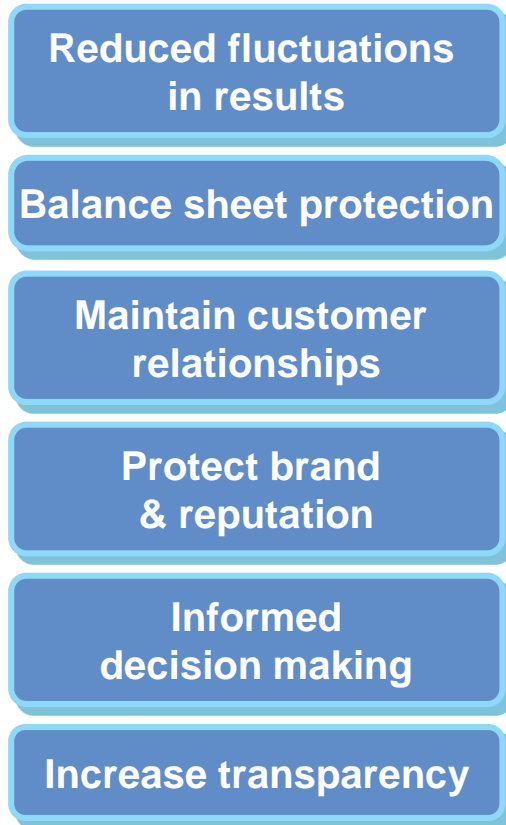 Reduced fluctuations
in results
Balance sheet protection
Maintain customer
relationships
Protect brand
& reputation
Informed
decision making
Increase transparency